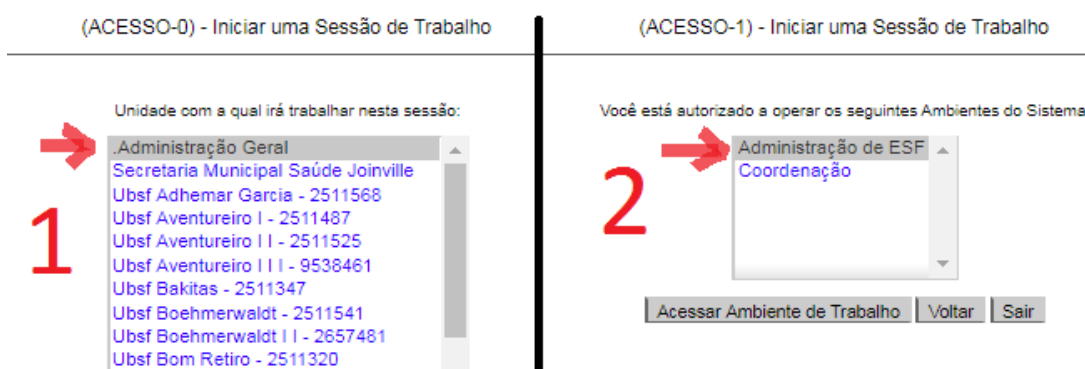 (ACESSO-0) - Iniciar uma Sessão de Trabalho
Unidade com a qual irá trabalhar nesta sessão:
1
.Administração Geral
Secretaria Municipal Saúde Joinville
Ubsf Adhemar Garcia - 2511568
Ubsf Aventureiro I - 2511487
Ubsf Aventureiro I I - 2511525
Ubsf Aventureiro I I I - 9538461
Ubsf Bakitas - 2511347
Ubsf Boehmerwaldt - 2511541
Ubsf Boehmerwaldt I I - 2657481
Ubsf Bom Retiro - 2511320
(ACESSO-1) - Iniciar uma Sessão de Trabalho
Você está autorizado a operar os seguintes Ambientes do Sistema
2
Administração de ESF
Coordenação
Acessar Ambiente de Trabalho Voltar Sair